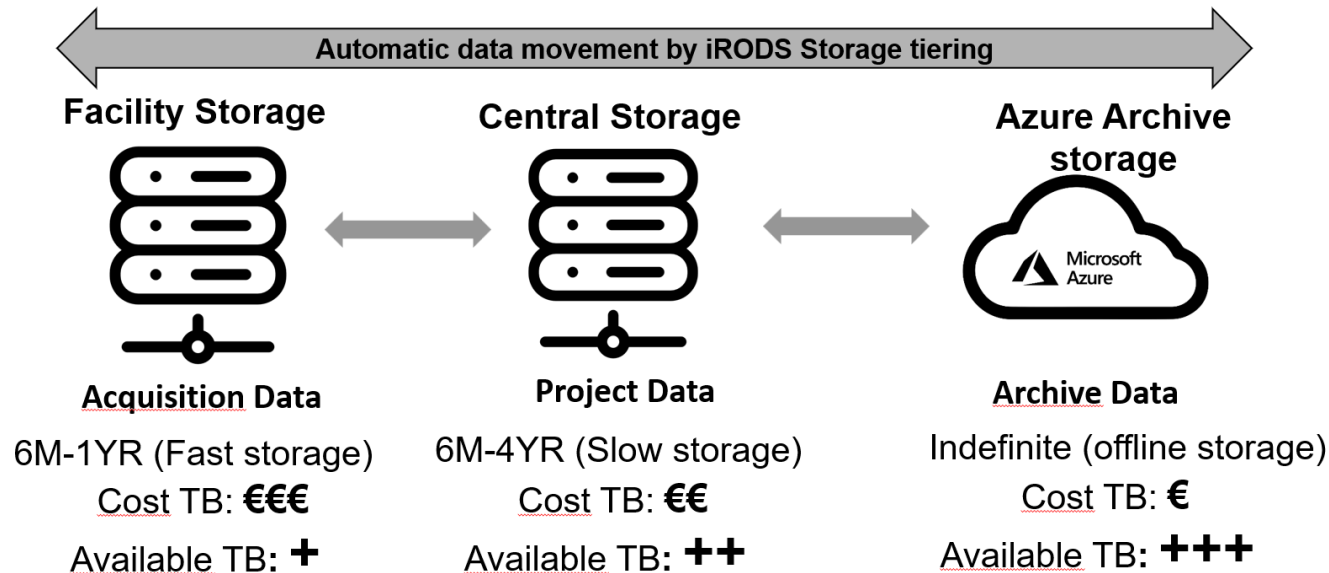 Automatic data movement by iRODS Storage tiering
Facility Storage
Central Storage
Azure Archive
storage
Microsoft
Azure
Acquisition Data
Project Data
Archive Data
6M-1YR (Fast storage)
6M-4YR (Slow storage)
Indefinite (offline storage)
Cost TB: €€€
Cost TB: €€
Cost TB: €
Available TB: +
Available TB: ++
Available TB: +++